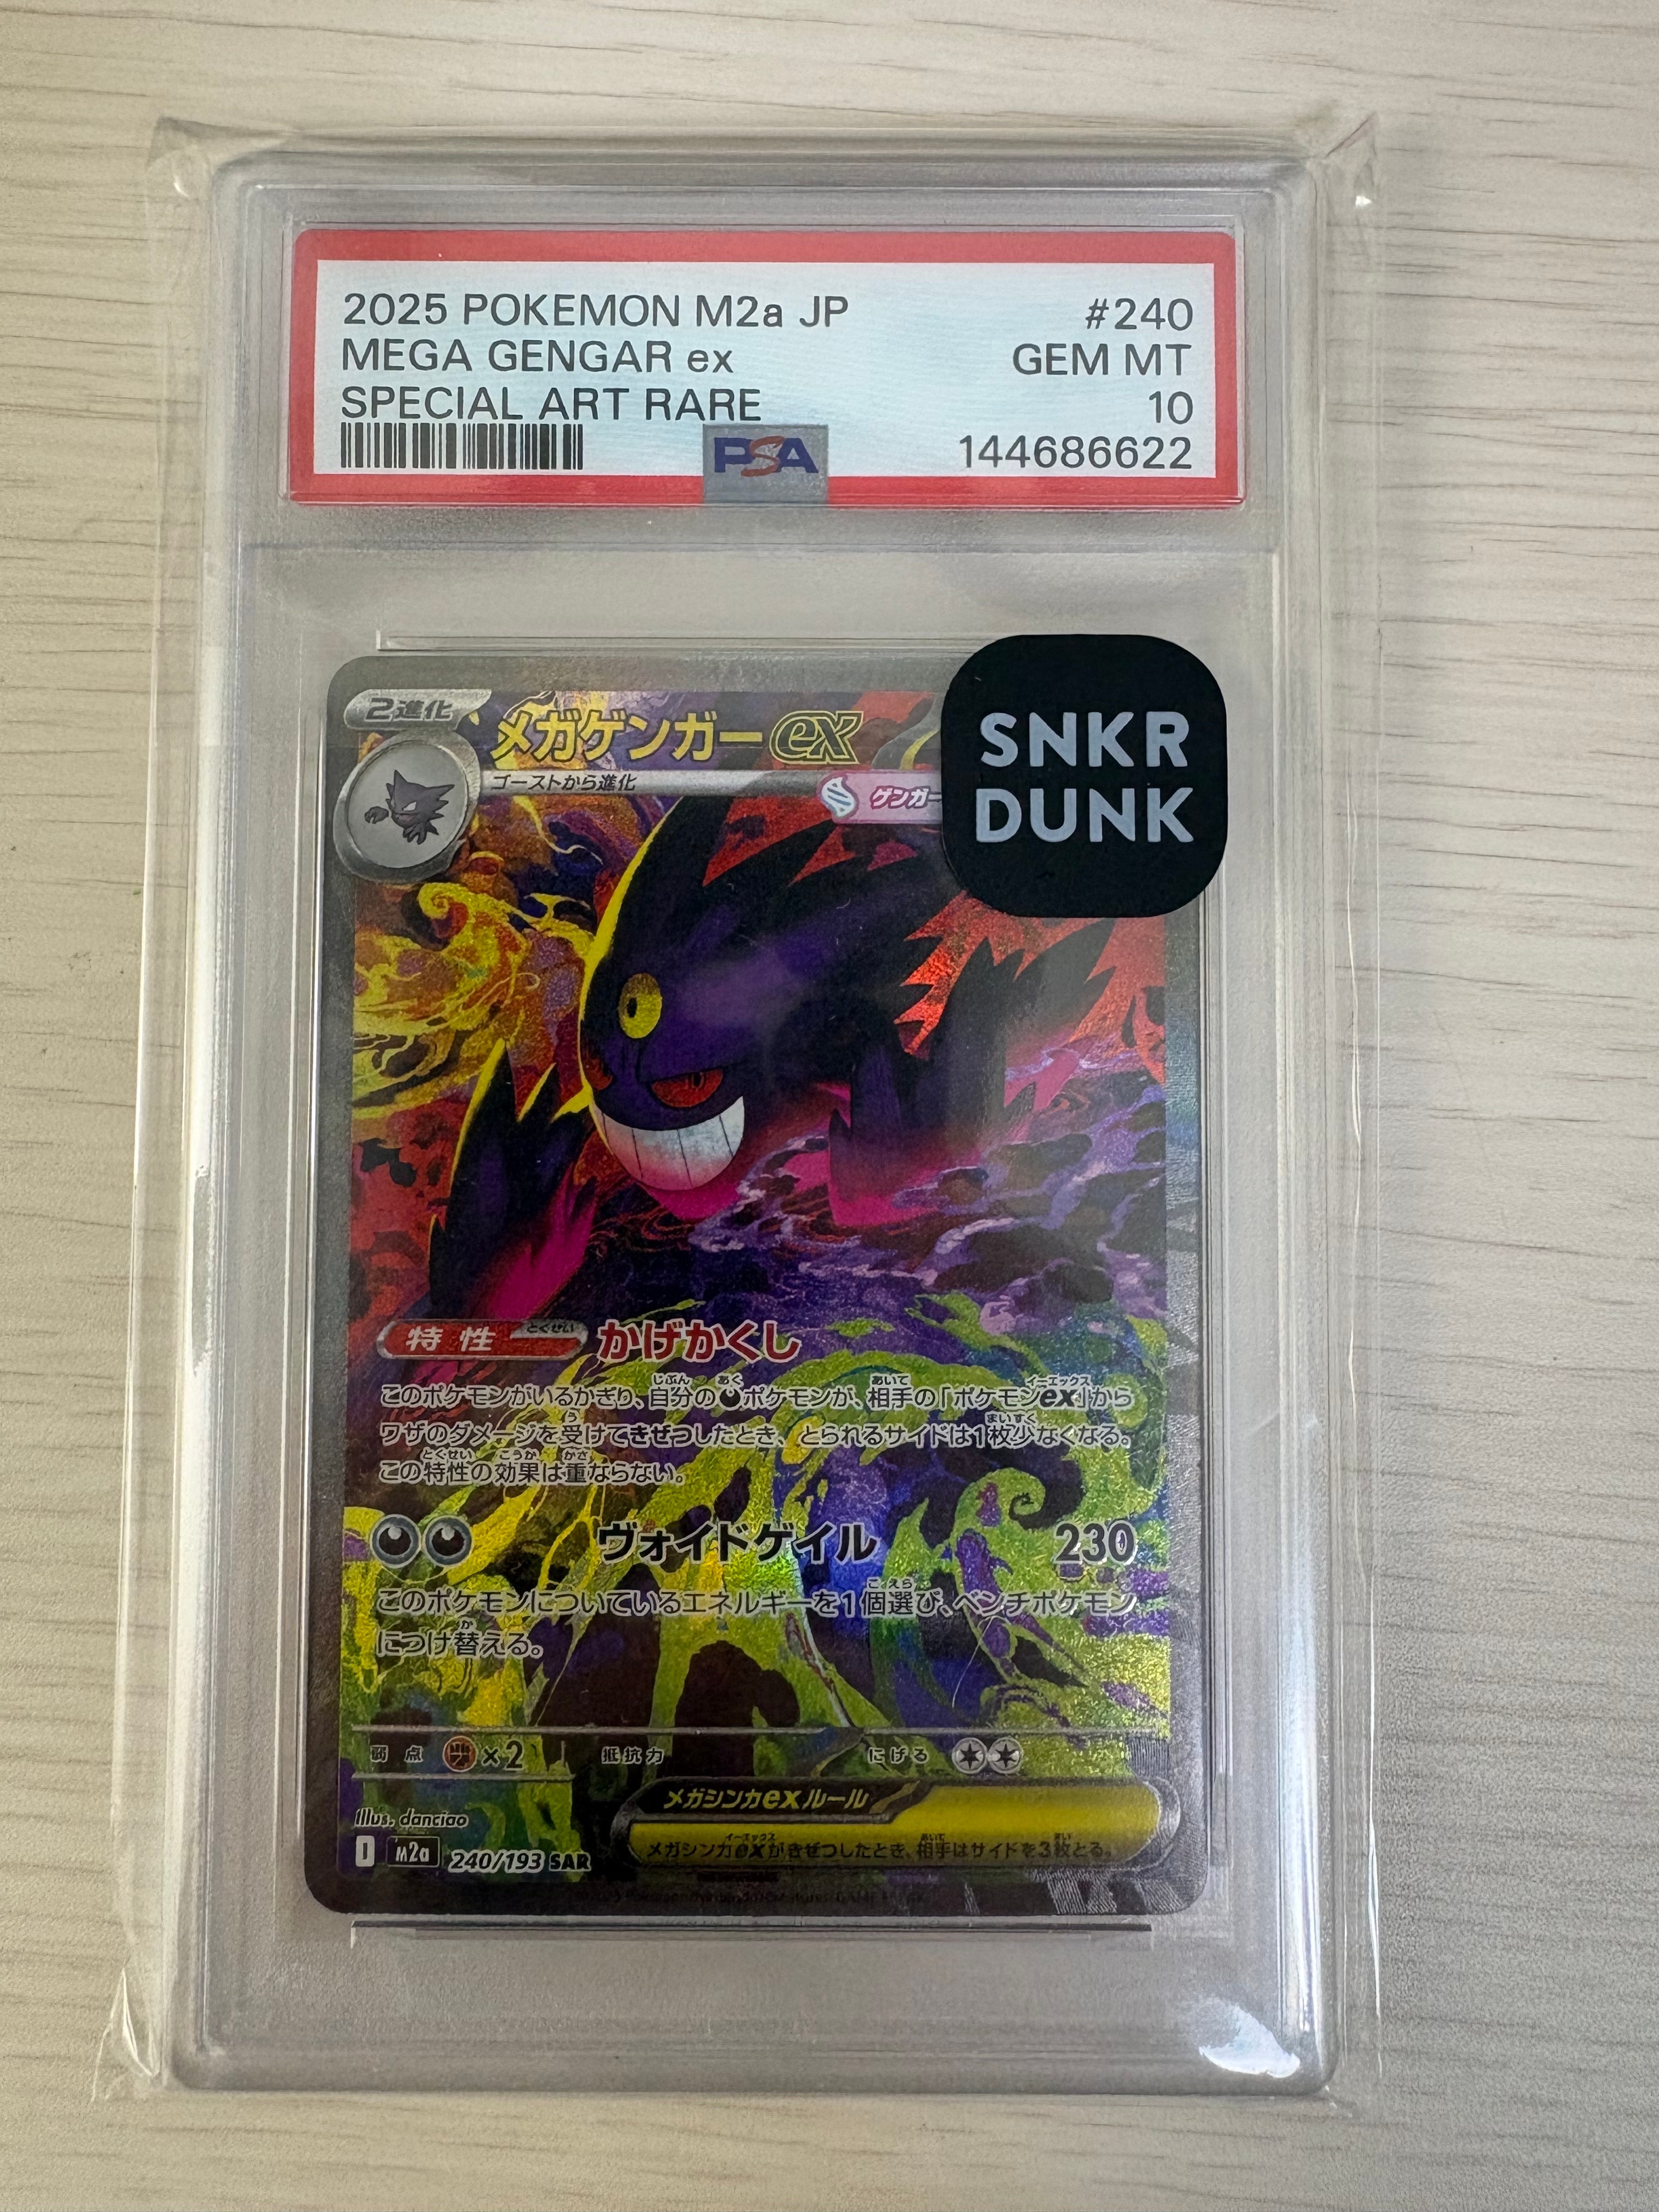 2025 POKEMON M2a JP #240
MEGA GENGAR ex GEM MT
SPECIAL ART RARE 10
PSA 144686622
SNKR
DUNK
2進化
メガゲンガーex
ゴーストから進化
ゲンガー
特性 とくせい かげかくし
このポケモンがいるかぎり、自分のポケモンが、相手の「ポケモンex」から
ワザのダメージを受けてきぜつしたとき、とられるサイドは1枚少なくなる。
この特性の効果は重ならない。
ヴォイドゲイル 230
このポケモンについているエネルギーを1個選び、ベンチポケモン
につけ替える。
弱点 ×2 抵抗力 にげる
メガシンカexルール
メガシンカexがきぜつしたとき、相手はサイドを3枚とる。
Illus. danciao
I m2a 240/193 SAR